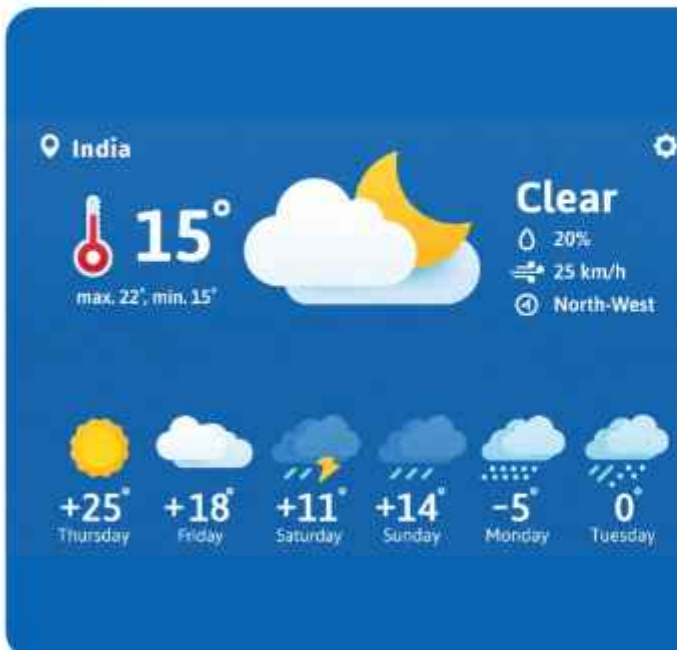 India
15°
max. 22°, min. 15°
Clear
20%
25 km/h
North-West
+25° +18° +11° +14° -5° 0°
Thursday Friday Saturday Sunday Monday Tuesday